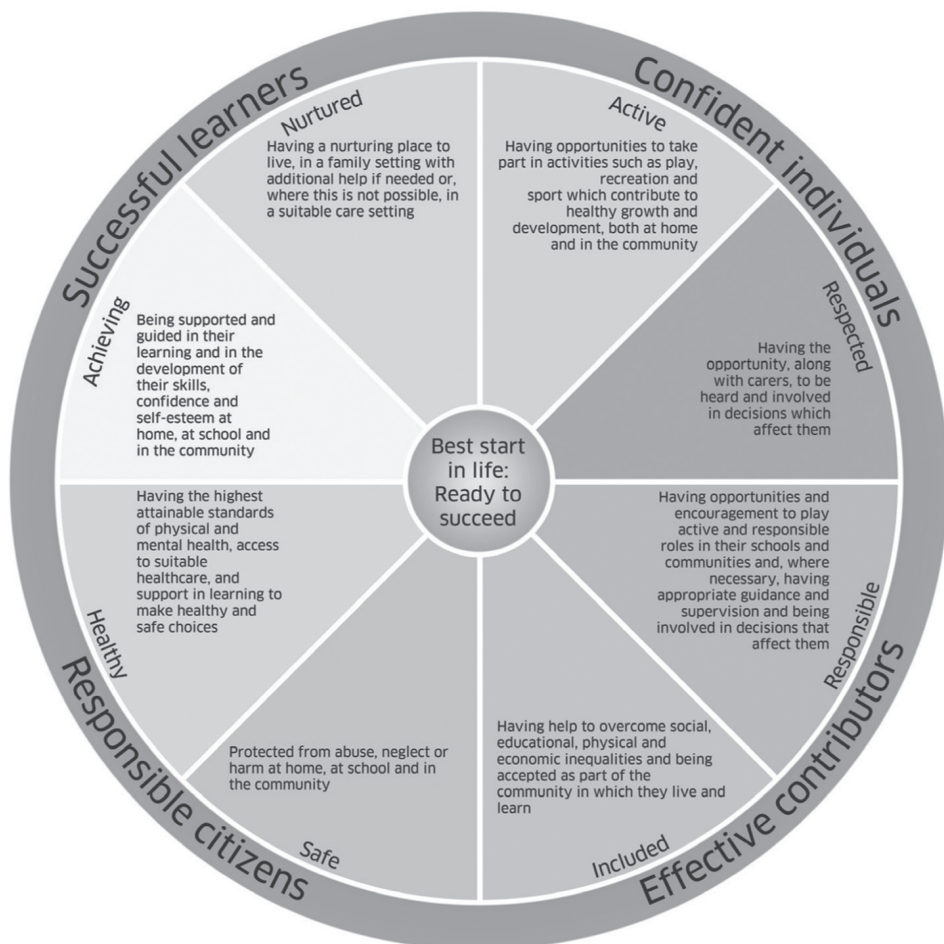 Successful learners
Confident individuals
Nurtured
Having a nurturing place to
live, in a family setting with
additional help if needed or,
where this is not possible, in
a suitable care setting
Active
Having opportunities to take
part in activities such as play,
recreation and
sport which contribute to
healthy growth and
development, both at home
and in the community
Achieving
Being supported and
guided in their
learning and in the
development of
their skills,
confidence and
self-esteem at
home, at school and
in the community
Respected
Having the
opportunity, along
with carers, to be
heard and involved
in decisions which
affect them
Best start
in life:
Ready to
succeed
Healthy
Having the highest
attainable standards
of physical and
mental health, access
to suitable
healthcare, and
support in learning to
make healthy and
safe choices
Responsible
Having opportunities and
encouragement to play
active and responsible
roles in their schools and
communities and, where
necessary, having
appropriate guidance and
supervision and being
involved in decisions that
affect them
Protected from abuse, neglect or
harm at home, at school and in
the community
Safe
Having help to overcome social,
educational, physical and
economic inequalities and being
accepted as part of the
community in which they live and
learn
Included
Responsible citizens
Effective contributors